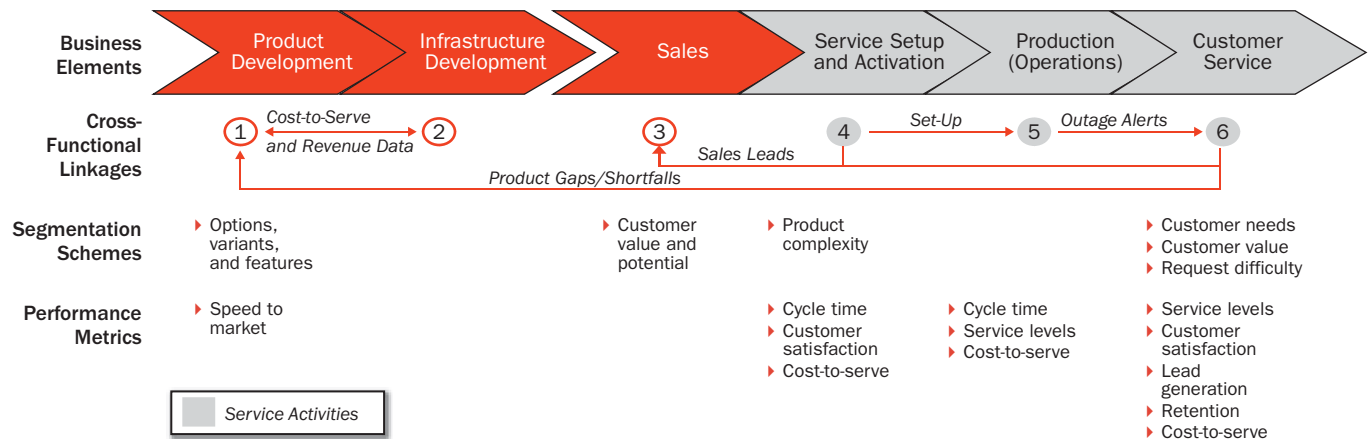 Business
Elements
Product
Development
Infrastructure
Development
Sales
Service Setup
and Activation
Production
(Operations)
Customer
Service
Cross-
Functional
Linkages
1
Cost-to-Serve
and Revenue Data
2
3
4
Set-Up
5
Outage Alerts
6
Sales Leads
Product Gaps/Shortfalls
Segmentation
Schemes
Options,
variants,
and features
Customer
value and
potential
Product
complexity
Customer needs
Customer value
Request difficulty
Performance
Metrics
Speed to
market
Cycle time
Customer
satisfaction
Cost-to-serve
Cycle time
Service levels
Cost-to-serve
Service levels
Customer
satisfaction
Lead
generation
Retention
Cost-to-serve
Service Activities